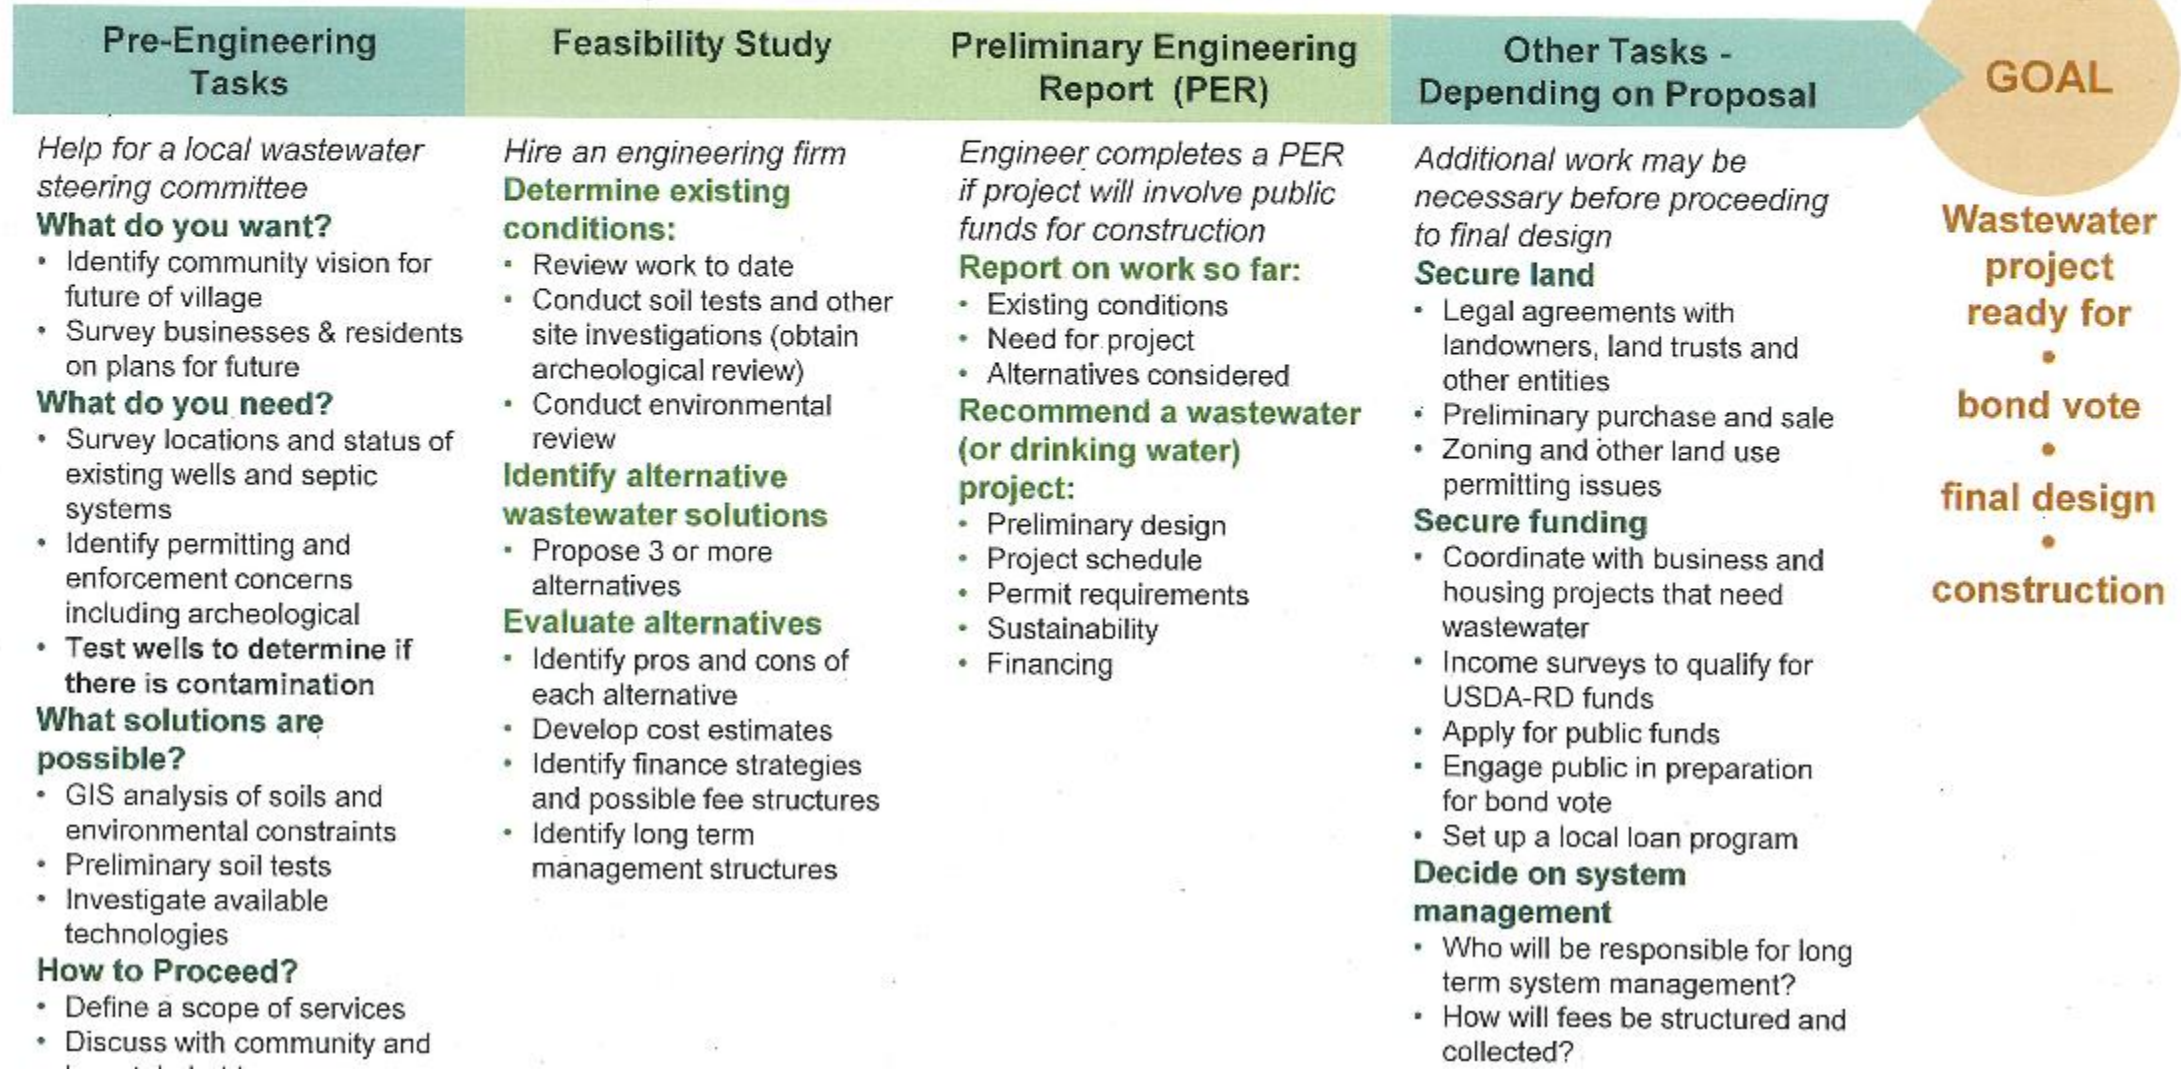 Pre-Engineering
Tasks
Help for a local wastewater
steering committee
What do you want?
• Identify community vision for
future of village
• Survey businesses & residents
on plans for future
What do you need?
• Survey locations and status of
existing wells and septic
systems
• Identify permitting and
enforcement concerns
including archeological
• Test wells to determine if
there is contamination
What solutions are
possible?
• GIS analysis of soils and
environmental constraints
• Preliminary soil tests
• Investigate available
technologies
How to Proceed?
• Define a scope of services
• Discuss with community and
Feasibility Study
Hire an engineering firm
Determine existing
conditions:
• Review work to date
• Conduct soil tests and other
site investigations (obtain
archeological review)
• Conduct environmental
review
Identify alternative
wastewater solutions
• Propose 3 or more
alternatives
Evaluate alternatives
• Identify pros and cons of
each alternative
• Develop cost estimates
• Identify finance strategies
and possible fee structures
• Identify long term
management structures
Preliminary Engineering
Report (PER)
Engineer completes a PER
if project will involve public
funds for construction
Report on work so far:
• Existing conditions
• Need for project
• Alternatives considered
Recommend a wastewater
(or drinking water)
project:
• Preliminary design
• Project schedule
• Permit requirements
• Sustainability
• Financing
Other Tasks -
Depending on Proposal
Additional work may be
necessary before proceeding
to final design
Secure land
• Legal agreements with
landowners, land trusts and
other entities
• Preliminary purchase and sale
• Zoning and other land use
permitting issues
Secure funding
• Coordinate with business and
housing projects that need
wastewater
• Income surveys to qualify for
USDA-RD funds
• Apply for public funds
• Engage public in preparation
for bond vote
• Set up a local loan program
Decide on system
management
• Who will be responsible for long
term system management?
• How will fees be structured and
collected?
GOAL
Wastewater
project
ready for
•
bond vote
•
final design
•
construction